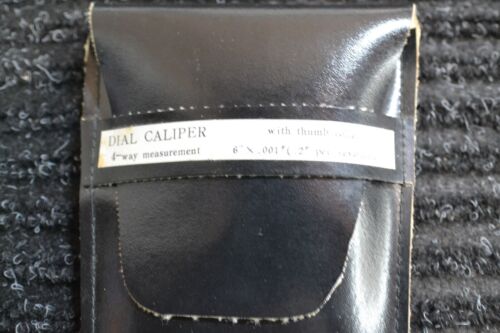 DIAL CALIPER with thumb
4-way measurement 6" × .001" (.2" per